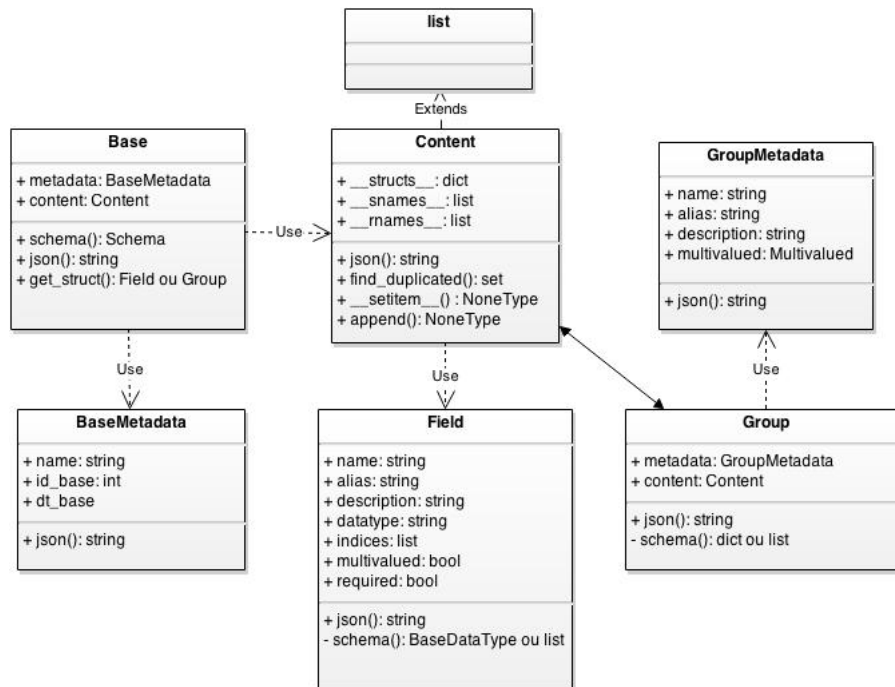 list
Extends
Base
+ metadata: BaseMetadata
+ content: Content
+ schema(): Schema
+ json(): string
+ get_struct(): Field ou Group
Use
Content
+ __structs__: dict
+ __snames__: list
+ __rnames__: list
+ json(): string
+ find_duplicated(): set
+ __setitem__() : NoneType
+ append(): NoneType
GroupMetadata
+ name: string
+ alias: string
+ description: string
+ multivalued: Multivalued
+ json(): string
Use
Use
Use
BaseMetadata
+ name: string
+ id_base: int
+ dt_base
+ json(): string
Field
+ name: string
+ alias: string
+ description: string
+ datatype: string
+ indices: list
+ multivalued: bool
+ required: bool
+ json(): string
- schema(): BaseDataType ou list
Group
+ metadata: GroupMetadata
+ content: Content
+ json(): string
- schema(): dict ou list